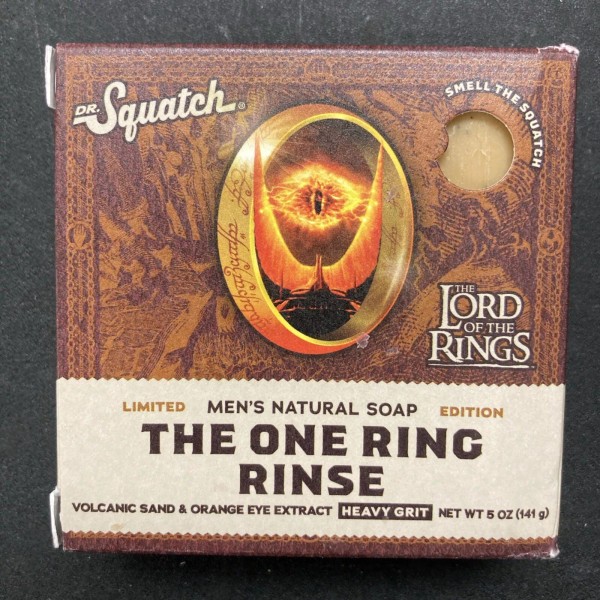 DR. Squatch®
SMELL THE SQUATCH
THE
LORD
OF THE
RINGS
LIMITED MEN'S NATURAL SOAP EDITION
THE ONE RING
RINSE
VOLCANIC SAND & ORANGE EYE EXTRACT HEAVY GRIT NET WT 5 OZ (141 g)